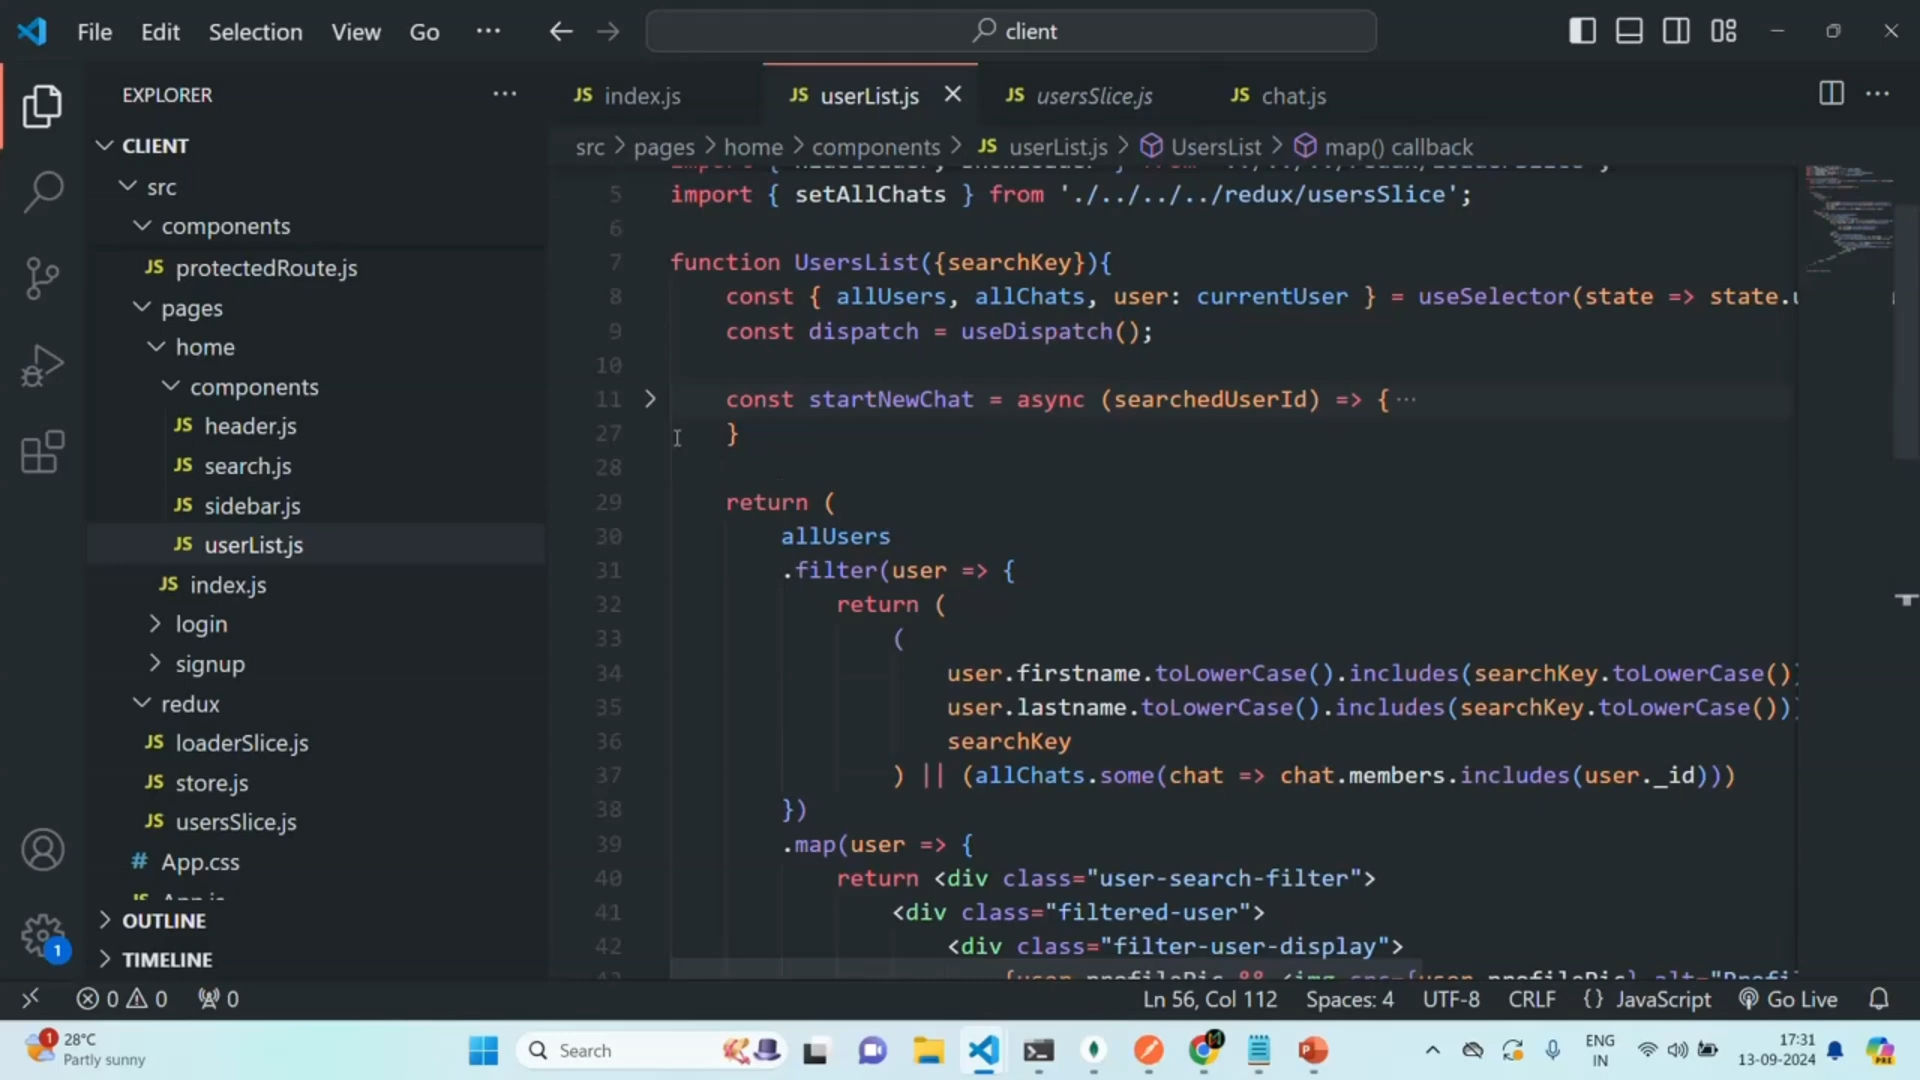 File Edit Selection View Go ··· client
EXPLORER ···
CLIENT
src
components
JS protectedRoute.js
pages
home
components
JS header.js
JS search.js
JS sidebar.js
JS userList.js
JS index.js
login
signup
redux
JS loaderSlice.js
JS store.js
JS usersSlice.js
# App.css
OUTLINE
TIMELINE
1
JS index.js JS userList.js JS usersSlice.js JS chat.js ···
src > pages > home > components > JS userList.js > UsersList > map() callback
5 import { setAllChats } from './../../../redux/usersSlice';
6
7 function UsersList({searchKey}){
8 const { allUsers, allChats, user: currentUser } = useSelector(state => state.u
9 const dispatch = useDispatch();
10
11 const startNewChat = async (searchedUserId) => { ···
27 }
28
29 return (
30 allUsers
31 .filter(user => {
32 return (
33 (
34 user.firstname.toLowerCase().includes(searchKey.toLowerCase())
35 user.lastname.toLowerCase().includes(searchKey.toLowerCase())
36 searchKey
37 ) || (allChats.some(chat => chat.members.includes(user._id)))
38 })
39 .map(user => {
40 return <div class="user-search-filter">
41 <div class="filtered-user">
42 <div class="filter-user-display">
0 0 0 Ln 56, Col 112 Spaces: 4 UTF-8 CRLF {} JavaScript Go Live
1 28°C
Partly sunny
Search
ENG
IN
17:31
13-09-2024
PRE